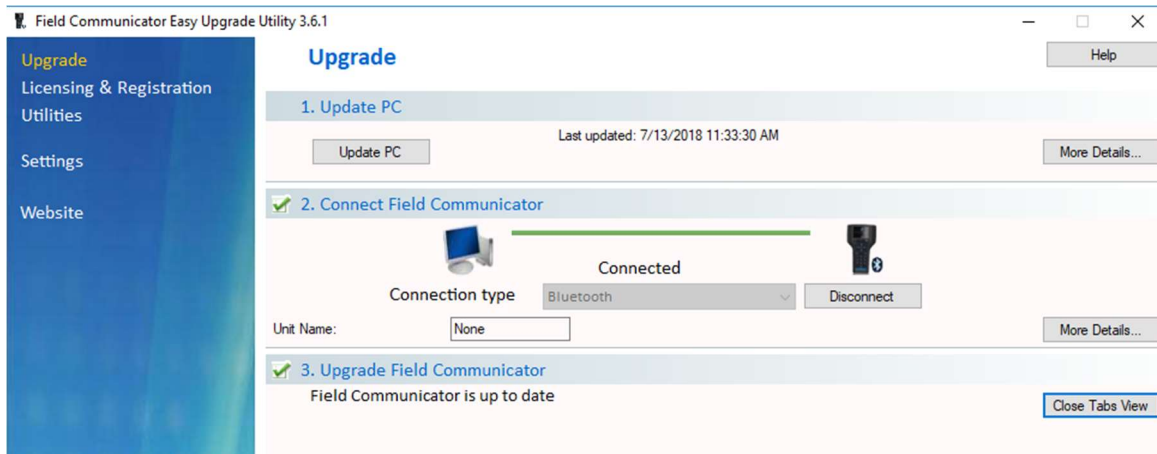 Field Communicator Easy Upgrade Utility 3.6.1
Upgrade
Licensing & Registration
Utilities
Settings
Website
Upgrade
Help
1. Update PC
Update PC
Last updated: 7/13/2018 11:33:30 AM
More Details...
2. Connect Field Communicator
Connected
Connection type
Bluetooth
Disconnect
Unit Name:
None
More Details...
3. Upgrade Field Communicator
Field Communicator is up to date
Close Tabs View